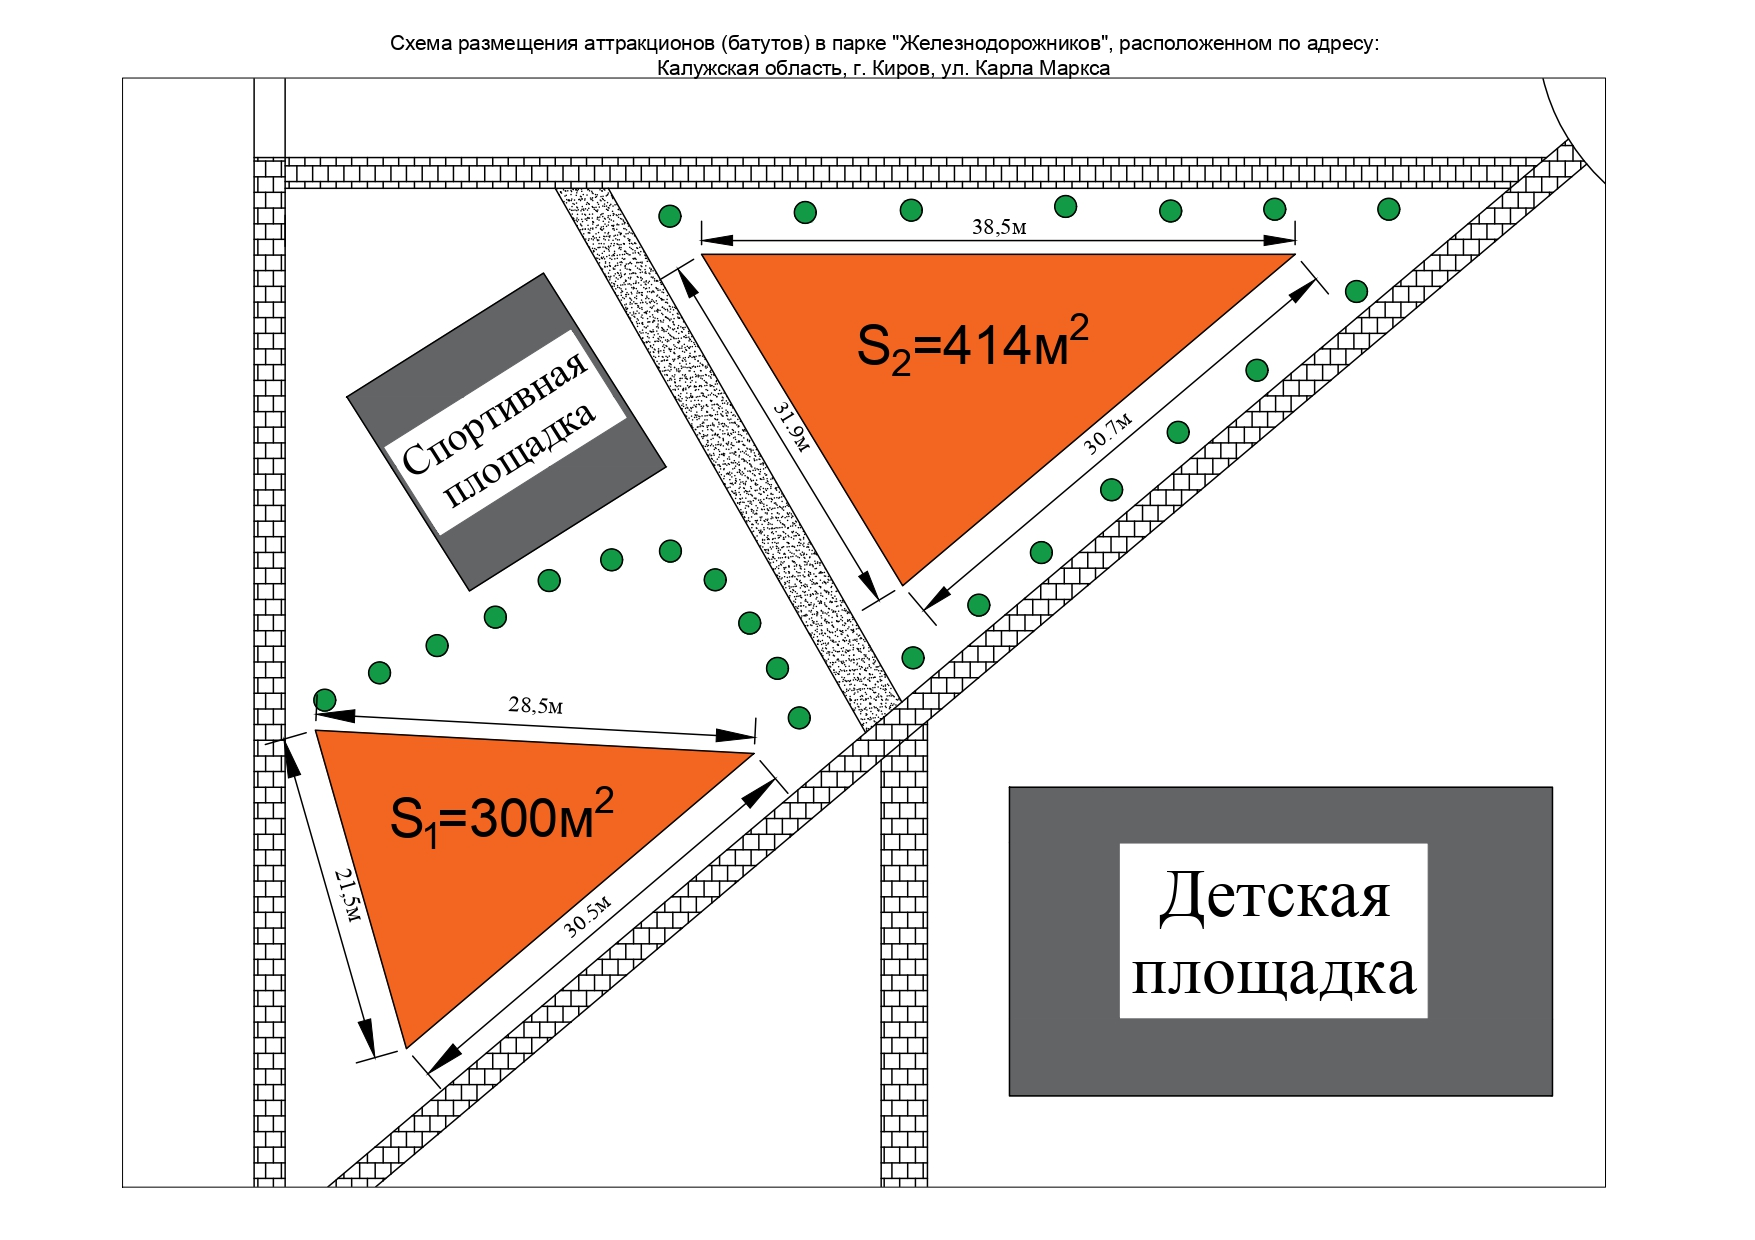 Схема размещения аттракционов (батутов) в парке "Железнодорожников", расположенном по адресу:
Калужская область, г. Киров, ул. Карла Маркса
38,5м
S2=414м2
31.9м
30.7м
Спортивная
площадка
28,5м
S1=300м2
21,5м
30.5м
Детская
площадка